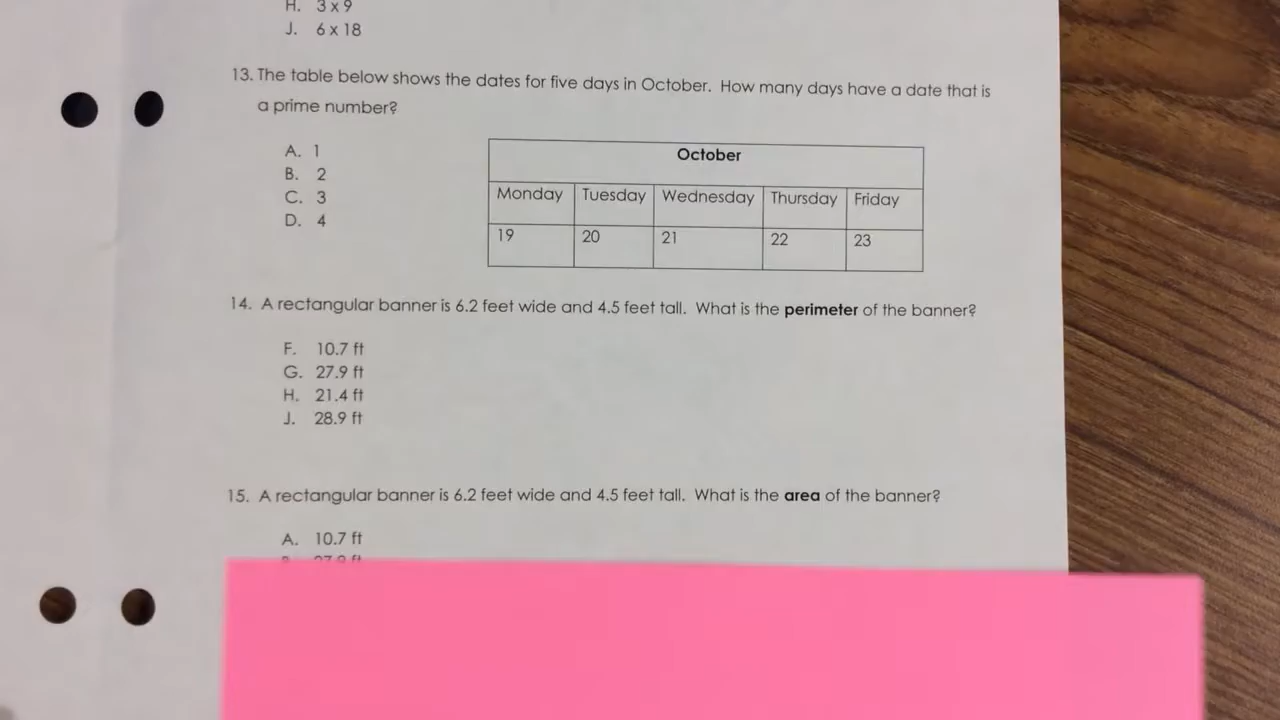 H. 3 x 9
J. 6 x 18
13. The table below shows the dates for five days in October. How many days have a date that is
a prime number?
A. 1
B. 2
C. 3
D. 4
October
Monday Tuesday Wednesday Thursday Friday
19 20 21 22 23
14. A rectangular banner is 6.2 feet wide and 4.5 feet tall. What is the perimeter of the banner?
F. 10.7 ft
G. 27.9 ft
H. 21.4 ft
J. 28.9 ft
15. A rectangular banner is 6.2 feet wide and 4.5 feet tall. What is the area of the banner?
A. 10.7 ft